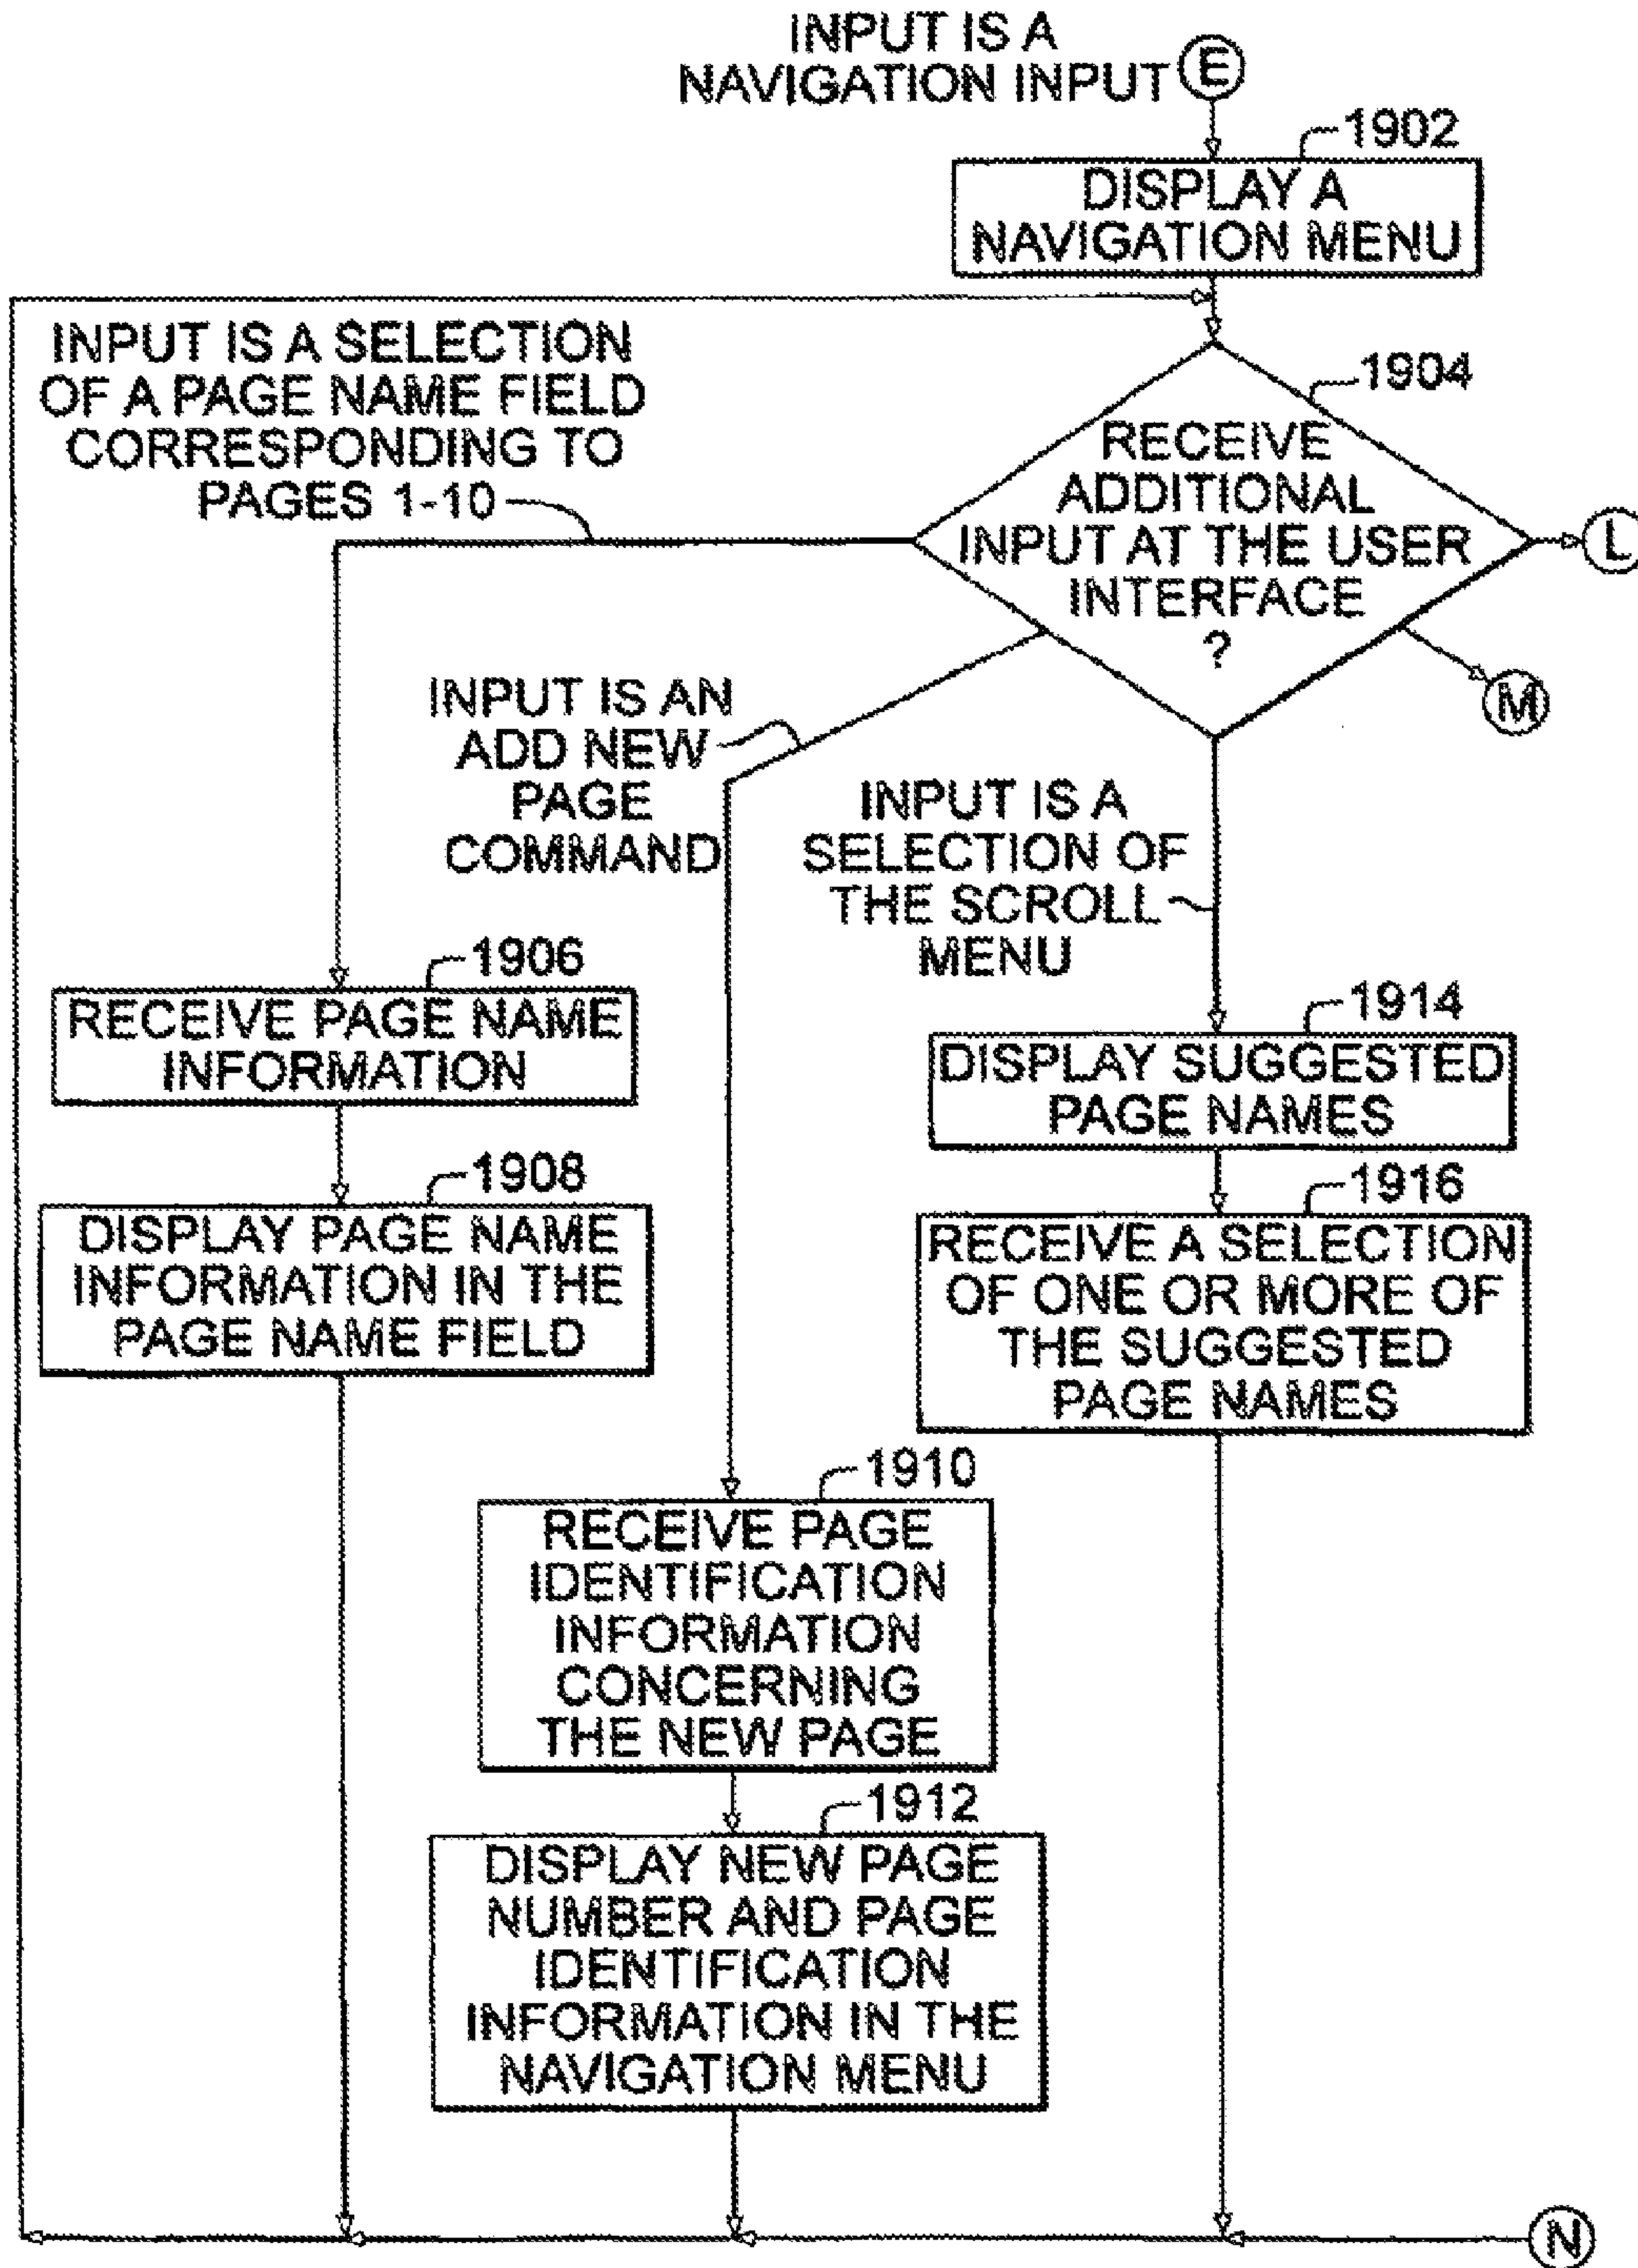 INPUT IS A
NAVIGATION INPUT
E
1902
DISPLAY A
NAVIGATION MENU
INPUT IS A SELECTION
OF A PAGE NAME FIELD
CORRESPONDING TO
PAGES 1-10
1904
RECEIVE
ADDITIONAL
INPUT AT THE USER
INTERFACE
?
L
M
INPUT IS AN
ADD NEW
PAGE
COMMAND
INPUT IS A
SELECTION OF
THE SCROLL
MENU
1906
RECEIVE PAGE NAME
INFORMATION
1908
DISPLAY PAGE NAME
INFORMATION IN THE
PAGE NAME FIELD
1914
DISPLAY SUGGESTED
PAGE NAMES
1916
RECEIVE A SELECTION
OF ONE OR MORE OF
THE SUGGESTED
PAGE NAMES
1910
RECEIVE PAGE
IDENTIFICATION
INFORMATION
CONCERNING
THE NEW PAGE
1912
DISPLAY NEW PAGE
NUMBER AND PAGE
IDENTIFICATION
INFORMATION IN THE
NAVIGATION MENU
N